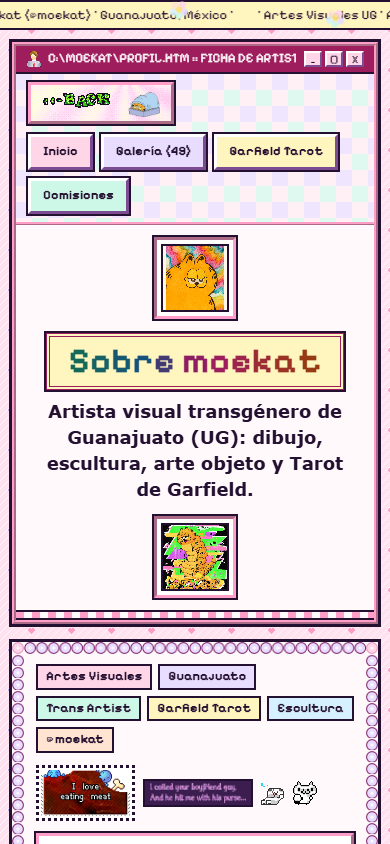 kat (@moekat) * Guanajuato, México * * Artes Visuales UG *
C:\MOEKAT\PROFIL.HTM :: FICHA DE ARTIST
BACK
Inicio
Galería (49)
Garfield Tarot
Comisiones
Sobre moekat
Artista visual transgénero de
Guanajuato (UG): dibujo,
escultura, arte objeto y Tarot
de Garfield.
Artes Visuales
Guanajuato
Trans Artist
Garfield Tarot
Escultura
@moekat
I love
eating meat
I called your boyfriend gay,
And he hit me with his purse...